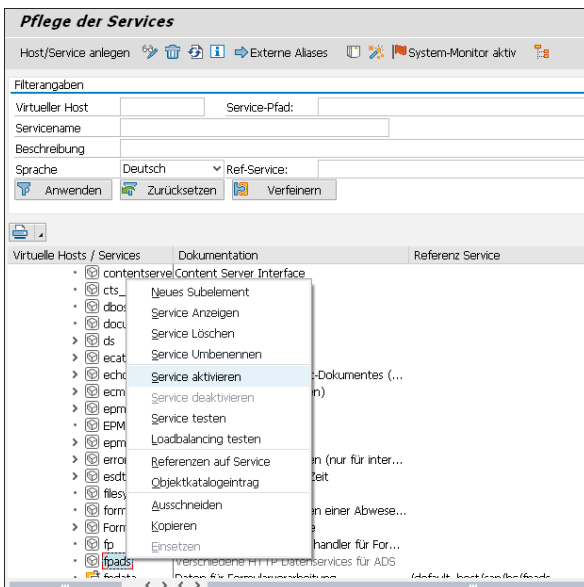 Pflege der Services
Host/Service anlegen Externe Aliases System-Monitor aktiv
Filterangaben
Virtueller Host Service-Pfad:
Servicename
Beschreibung
Sprache Deutsch Ref-Service:
Anwenden Zurücksetzen Verfeinern
Virtuelle Hosts / Services Dokumentation Referenz Service
contentserve Content Server Interface
cts_
Neues Subelement
dbos
Service Anzeigen
docu
Service Löschen
ds
Service Umbenennen
ecat
echo Service aktivieren -Dokumentes (...
ecm Service deaktivieren n)
epm
Service testen
EPM
Loadbalancing testen
epm
error Referenzen auf Service en (nur für inter...
esdt Objektkatalogeintrag Zeit
filesy
Ausschneiden
form en einer Abwese...
Form Kopieren e
fp Einsetzen handler für For...
fpads Verschiedene HTTP Datenservices für ADS
fpdata Daten für Formularverarbeitung /default_host/sap/bc/fpads